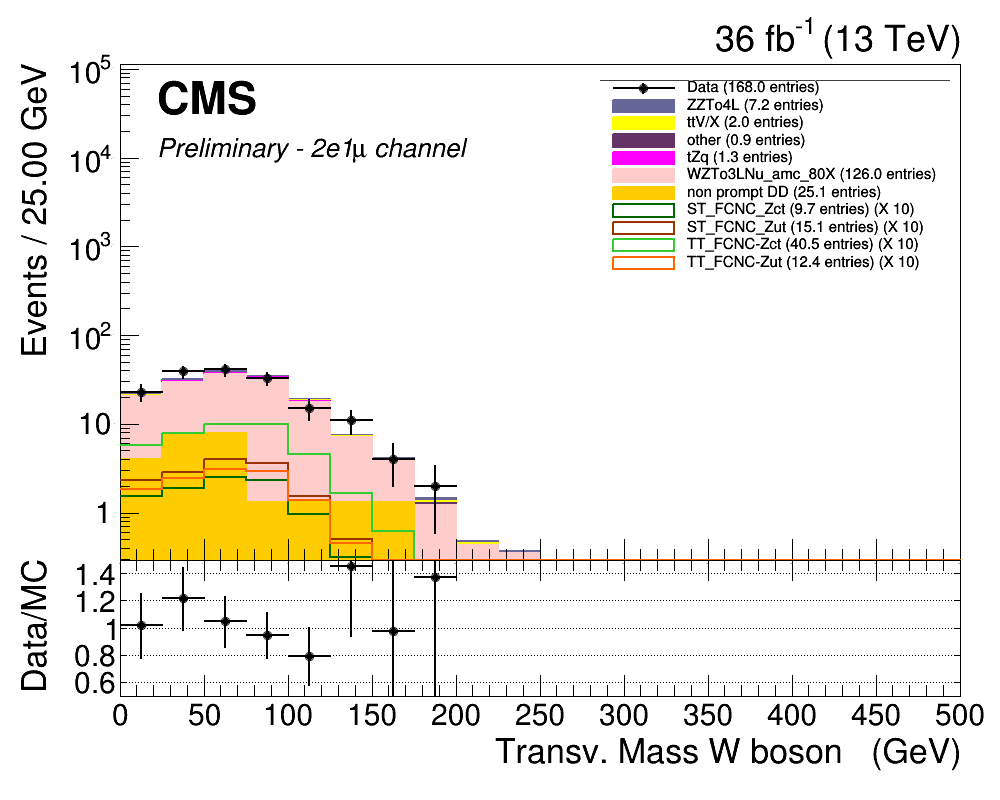 36 fb-1 (13 TeV)
CMS
Preliminary - 2e1μ channel
Data (168.0 entries)
ZZTo4L (7.2 entries)
ttV/X (2.0 entries)
other (0.9 entries)
tZq (1.3 entries)
WZTo3LNu_amc_80X (126.0 entries)
non prompt DD (25.1 entries)
ST_FCNC_Zct (9.7 entries) (X 10)
ST_FCNC_Zut (15.1 entries) (X 10)
TT_FCNC-Zct (40.5 entries) (X 10)
TT_FCNC-Zut (12.4 entries) (X 10)
Events / 25.00 GeV
10^5
10^4
10^3
10^2
10
1
Data/MC
1.4
1.2
1
0.8
0.6
0 50 100 150 200 250 300 350 400 450 500
Transv. Mass W boson (GeV)